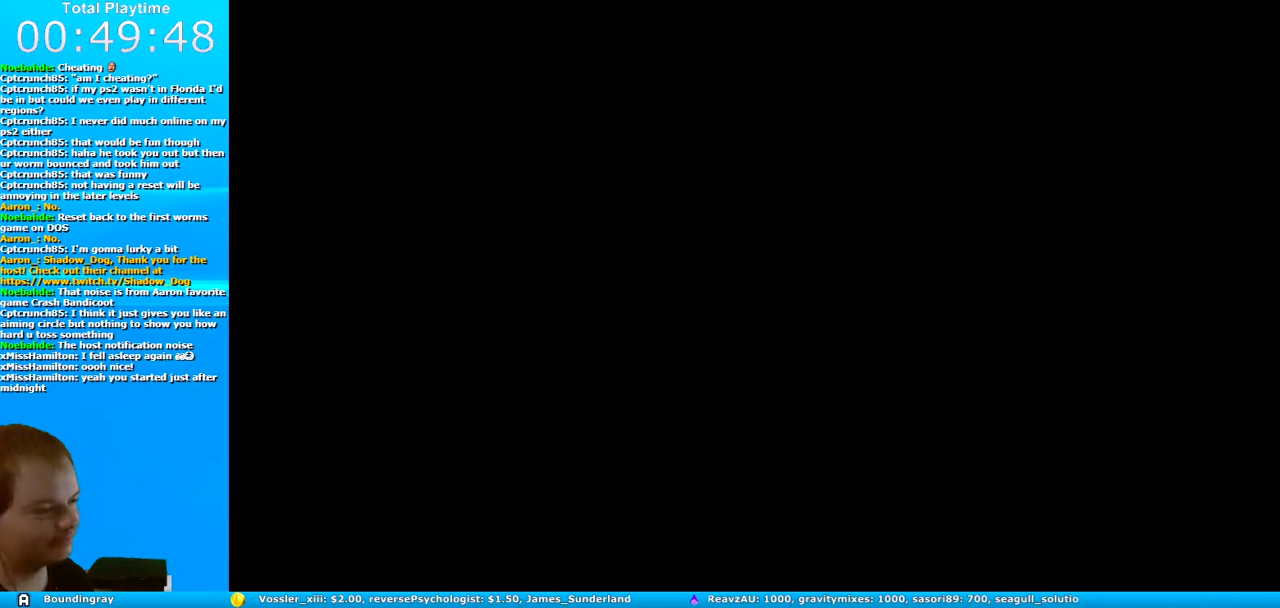 Total Playtime
00:49:48
Noebahde: Cheating
Cptcrunch85: "am I cheating?"
Cptcrunch85: if my ps2 wasn't in Florida I'd
be in but could we even play in different
regions?
Cptcrunch85: I never did much online on my
ps2 either
Cptcrunch85: that would be fun though
Cptcrunch85: haha he took you out but then
ur worm bounced and took him out
Cptcrunch85: that was funny
Cptcrunch85: not having a reset will be
annoying in the later levels
Aaron_: No.
Noebahde: Reset back to the first worms
game on DOS
Aaron_: No.
Cptcrunch85: I'm gonna lurky a bit
Aaron_: Shadow_Dog, Thank you for the
host! Check out their channel at
https://www.twitch.tv/Shadow_Dog
Noebahde: That noise is from Aaron favorite
game Crash Bandicoot
Cptcrunch85: I think it just gives you like an
aiming circle but nothing to show you how
hard u toss something
Noebahde: The host notification noise
xMissHamilton: I fell asleep again
xMissHamilton: oooh nice!
xMissHamilton: yeah you started just after
midnight
A Boundingray Vossler_xiii: $2.00, reversePsychologist: $1.50, James_Sunderland ReavzAU: 1000, gravitymixes: 1000, sasori89: 700, seagull_solutio